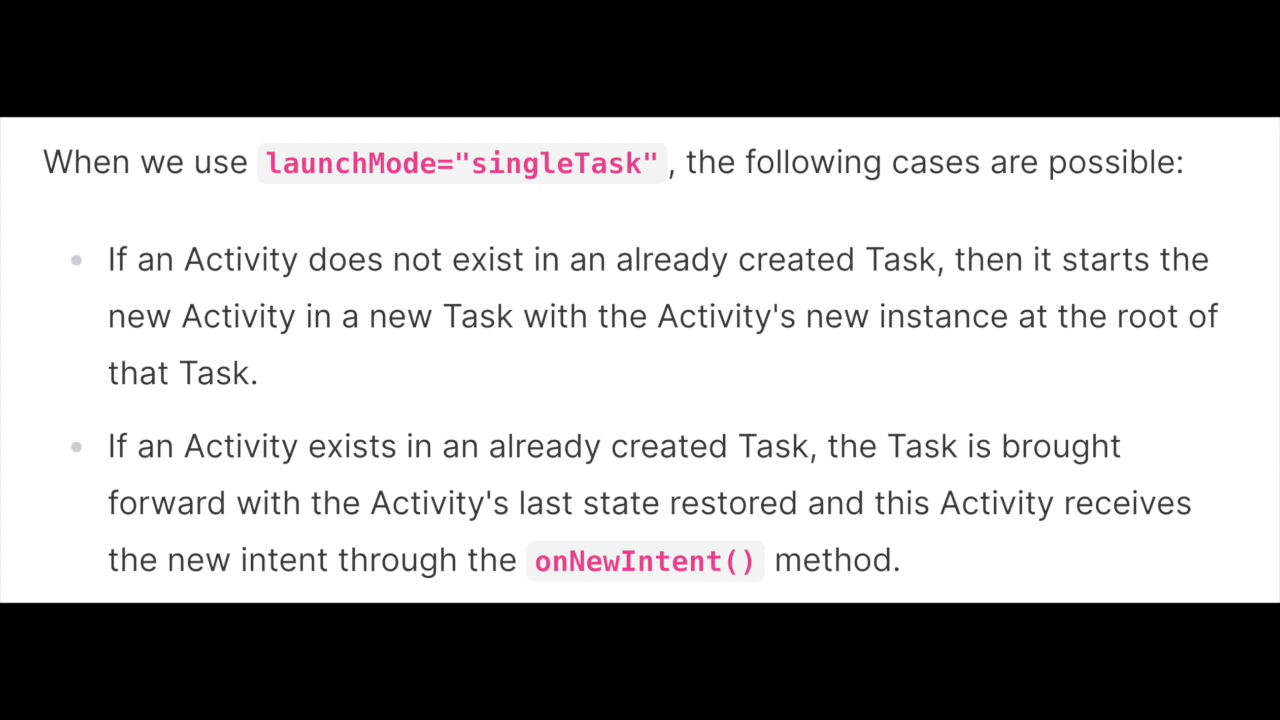 When we use launchMode="singleTask", the following cases are possible:
If an Activity does not exist in an already created Task, then it starts the
new Activity in a new Task with the Activity's new instance at the root of
that Task.
If an Activity exists in an already created Task, the Task is brought
forward with the Activity's last state restored and this Activity receives
the new intent through the onNewIntent() method.